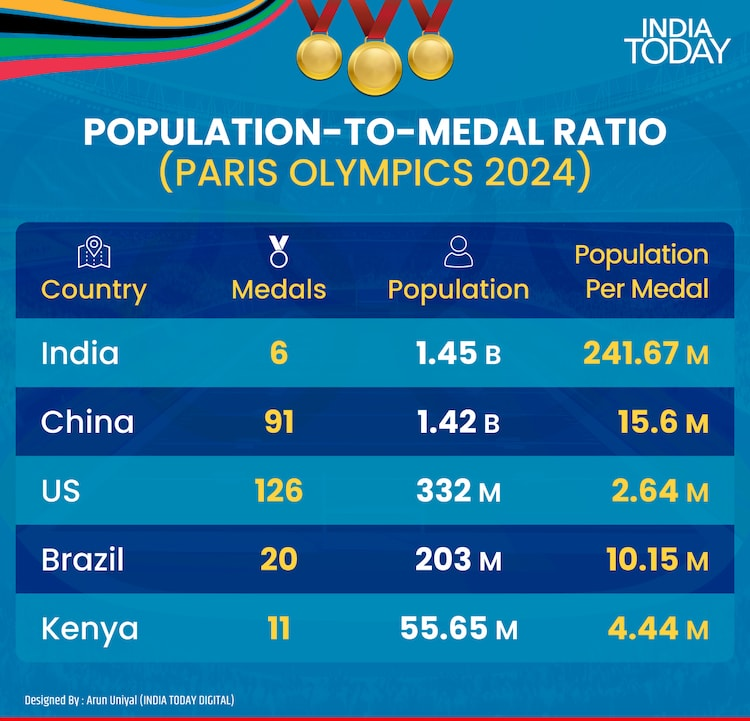 INDIA
TODAY
POPULATION-TO-MEDAL RATIO
(PARIS OLYMPICS 2024)
Country Medals Population Population Per Medal
India 6 1.45 B 241.67 M
China 91 1.42 B 15.6 M
US 126 332 M 2.64 M
Brazil 20 203 M 10.15 M
Kenya 11 55.65 M 4.44 M
Designed By : Arun Uniyal (INDIA TODAY DIGITAL)